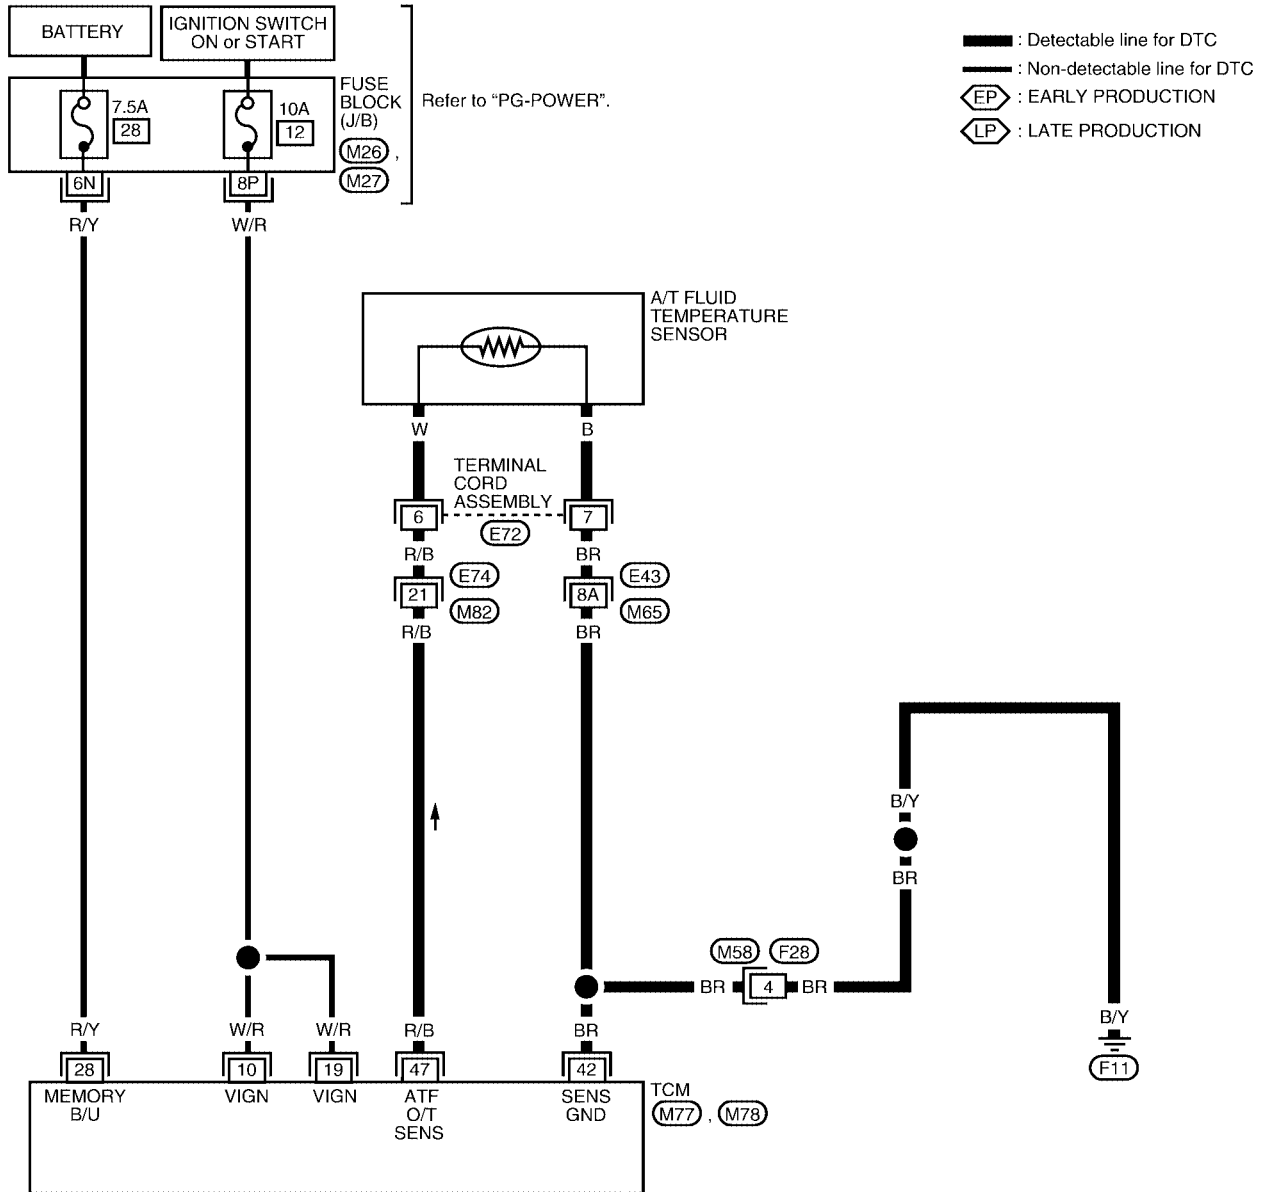 BATTERY
IGNITION SWITCH
ON or START
: Detectable line for DTC
: Non-detectable line for DTC
EP : EARLY PRODUCTION
LP : LATE PRODUCTION
7.5A
28
10A
12
FUSE
BLOCK
(J/B)
M26 ,
M27
Refer to “PG-POWER”.
6N
8P
R/Y
W/R
A/T FLUID
TEMPERATURE
SENSOR
W
B
TERMINAL
CORD
ASSEMBLY
6
7
E72
R/B
BR
E74
E43
21
8A
M82
M65
R/B
BR
B/Y
BR
M58
F28
BR
4
BR
B/Y
F11
R/Y
W/R
W/R
R/B
BR
28
10
19
47
42
MEMORY
B/U
VIGN
VIGN
ATF
O/T
SENS
SENS
GND
TCM
M77 , M78